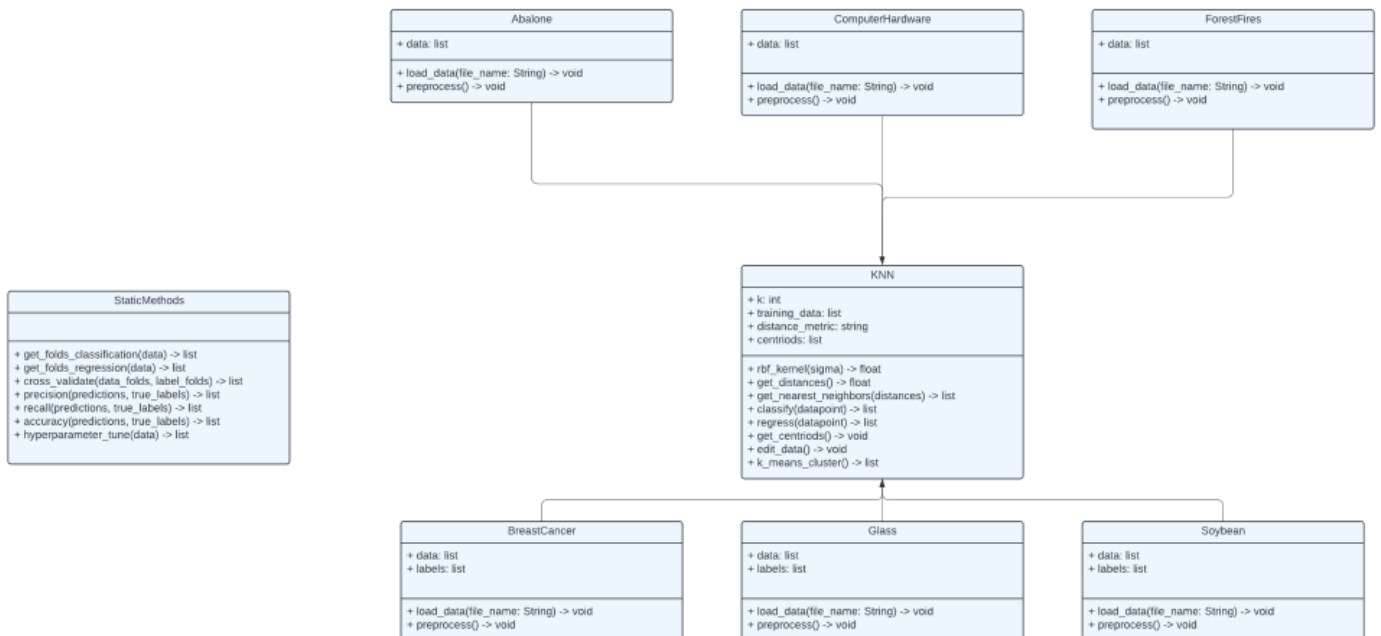 Abalone
+ data: list
+ load_data(file_name: String) -> void
+ preprocess() -> void
ComputerHardware
+ data: list
+ load_data(file_name: String) -> void
+ preprocess() -> void
ForestFires
+ data: list
+ load_data(file_name: String) -> void
+ preprocess() -> void
StaticMethods
+ get_folds_classification(data) -> list
+ get_folds_regression(data) -> list
+ cross_validate(data_folds, label_folds) -> list
+ precision(predictions, true_labels) -> list
+ recall(predictions, true_labels) -> list
+ accuracy(predictions, true_labels) -> list
+ hyperparameter_tune(data) -> list
KNN
+ k: int
+ training_data: list
+ distance_metric: string
+ centriods: list
+ rbf_kernel(sigma) -> float
+ get_distances() -> float
+ get_nearest_neighbors(distances) -> list
+ classify(datapoint) -> list
+ regress(datapoint) -> list
+ get_centriods() -> void
+ edit_data() -> void
+ k_means_cluster() -> list
BreastCancer
+ data: list
+ labels: list
+ load_data(file_name: String) -> void
+ preprocess() -> void
Glass
+ data: list
+ labels: list
+ load_data(file_name: String) -> void
+ preprocess() -> void
Soybean
+ data: list
+ labels: list
+ load_data(file_name: String) -> void
+ preprocess() -> void